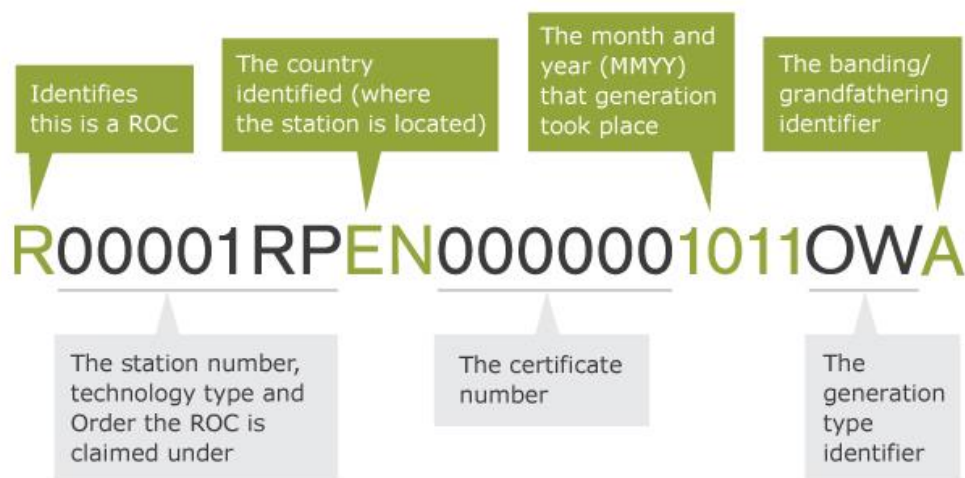 Identifies
this is a ROC
The country
identified (where
the station is located)
The month and
year (MMYY)
that generation
took place
The banding/
grandfathering
identifier
R00001RPEN0000001011OWA
The station number,
technology type and
Order the ROC is
claimed under
The certificate
number
The
generation
type
identifier